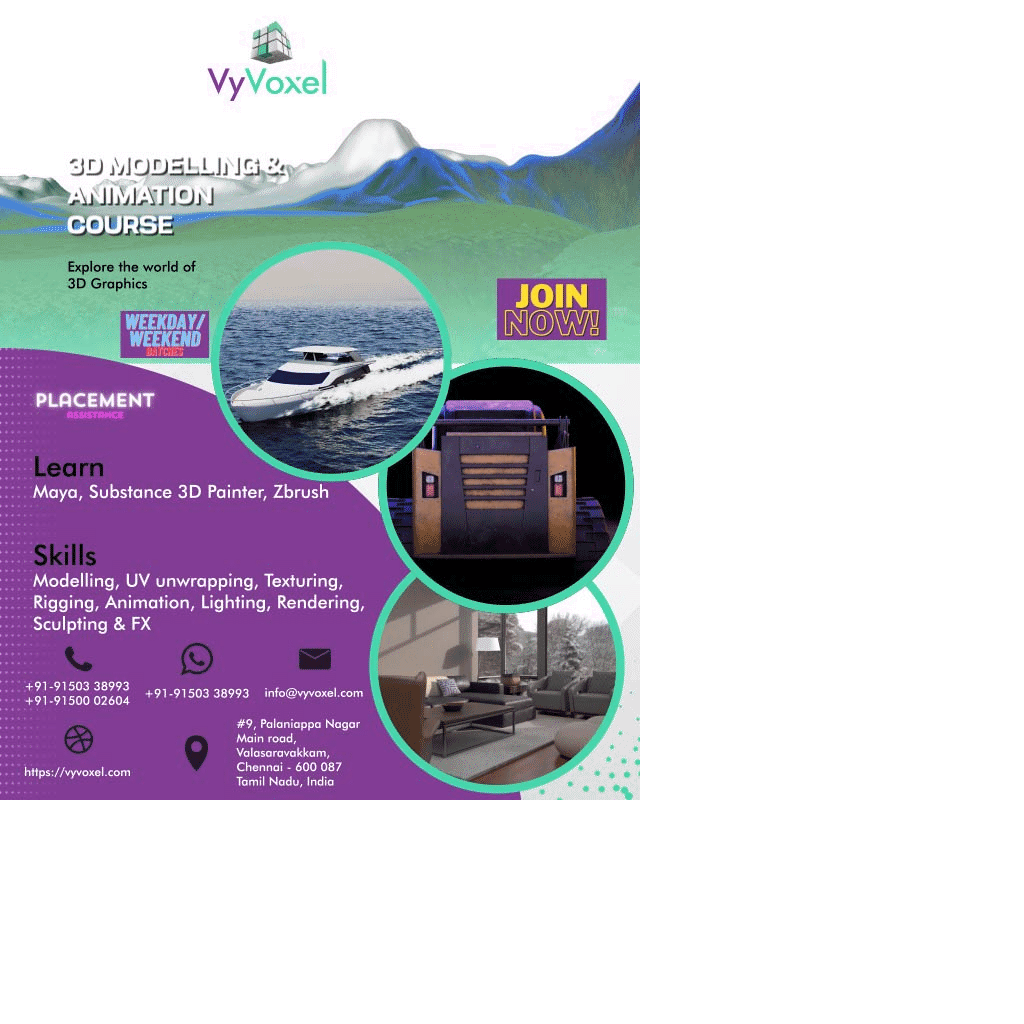 VyVoxel
3D MODELLING &
ANIMATION
COURSE
Explore the world of
3D Graphics
WEEKDAY/
WEEKEND
BATCHES
JOIN
NOW!
PLACEMENT
ASSISTANCE
Learn
Maya, Substance 3D Painter, Zbrush
Skills
Modelling, UV unwrapping, Texturing,
Rigging, Animation, Lighting, Rendering,
Sculpting & FX
+91-91503 38993
+91-91500 02604
+91-91503 38993
info@vyvoxel.com
https://vyvoxel.com
#9, Palaniappa Nagar
Main road,
Valasaravakkam,
Chennai - 600 087
Tamil Nadu, India